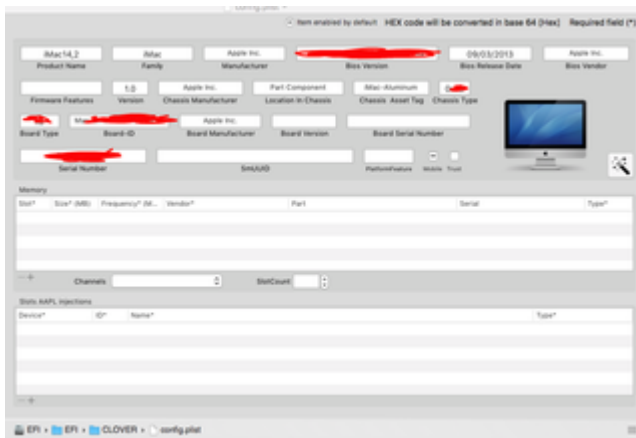 config.plist
Item enabled by default HEX code will be converted in base 64 [Hex] Required field (*)
iMac14,2 iMac Apple Inc. 09/03/2013 Apple Inc.
Product Name Family Manufacturer Bios Version Bios Release Date Bios Vendor
1.0 Apple Inc. Part Component iMac-Aluminum
Firmware Features Version Chassis Manufacturer Location In Chassis Chassis Asset Tag Chassis Type
Apple Inc.
Board Type Board-ID Board Manufacturer Board Version Board Serial Number
Serial Number SmUUID PlatformFeature Mobile Trust
Memory
Slot* Size* (MB) Frequency* (M... Vendor* Part Serial Type*
Channels SlotCount
Slots AAPL Injections
Device* ID* Name* Type*
EFI › EFI › CLOVER › config.plist